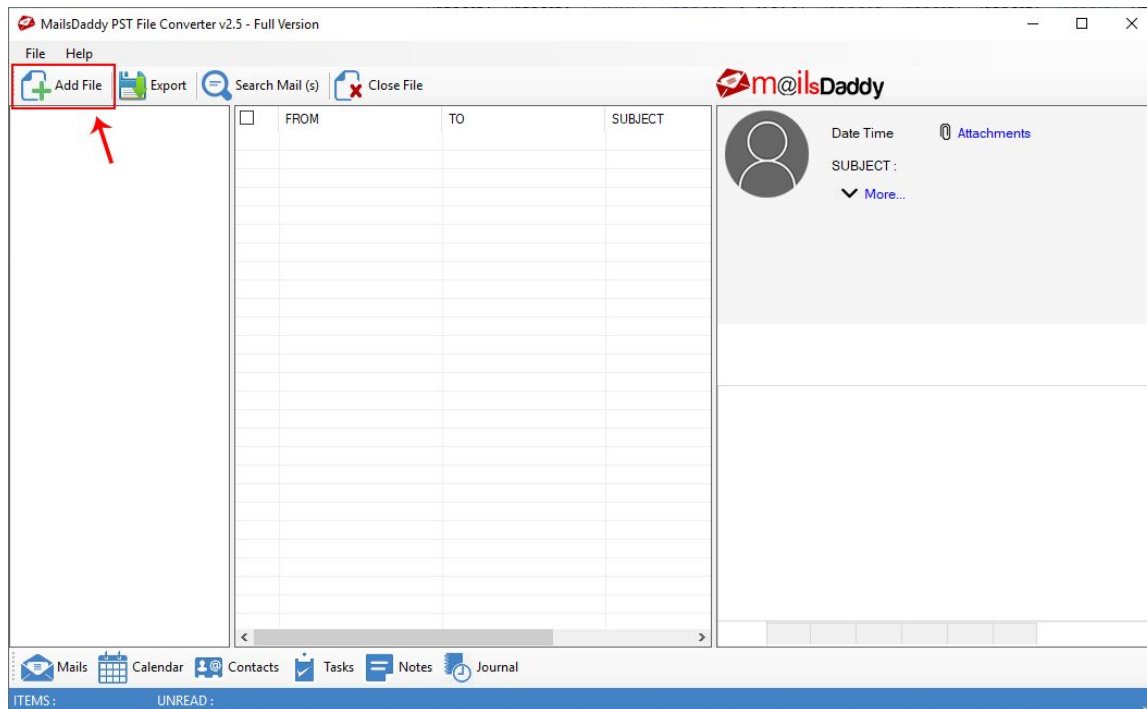 MailsDaddy PST File Converter v2.5 - Full Version
File Help
Add File Export Search Mail (s) Close File
m@ilsDaddy
FROM TO SUBJECT
Date Time Attachments
SUBJECT :
More...
Mails Calendar Contacts Tasks Notes Journal
ITEMS : UNREAD :